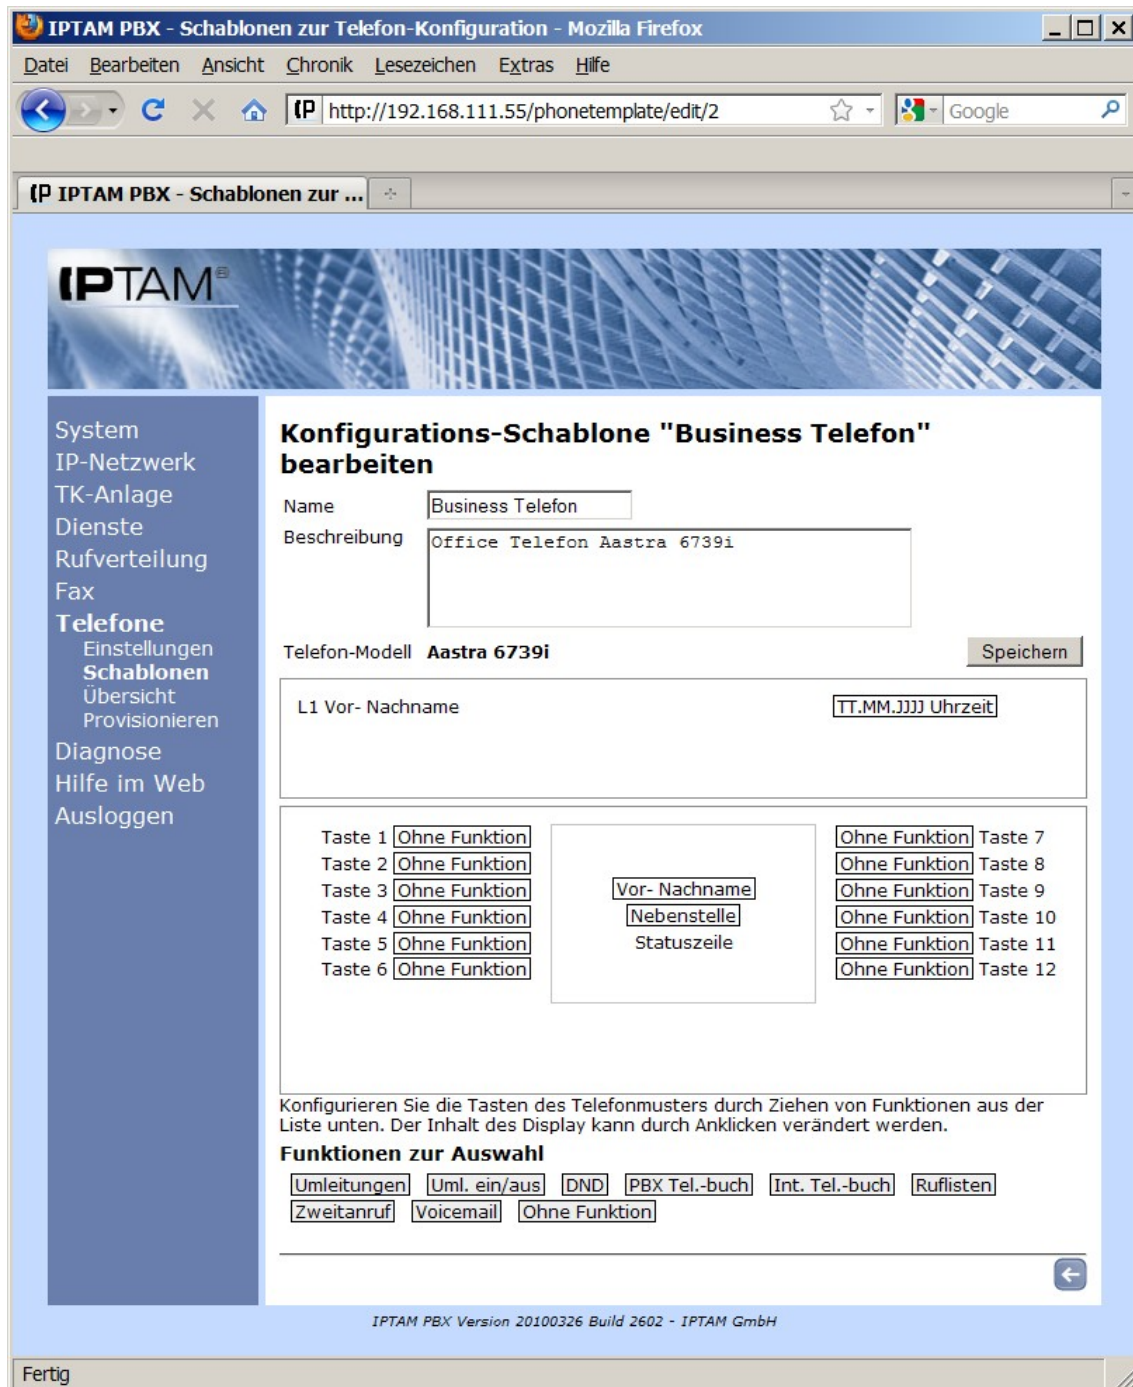 IPTAM PBX - Schablonen zur Telefon-Konfiguration - Mozilla Firefox
Datei Bearbeiten Ansicht Chronik Lesezeichen Extras Hilfe
http://192.168.111.55/phonetemplate/edit/2 Google
IPTAM PBX - Schablonen zur ...
IPTAM®
System
IP-Netzwerk
TK-Anlage
Dienste
Rufverteilung
Fax
Telefone
Einstellungen
Schablonen
Übersicht
Provisionieren
Diagnose
Hilfe im Web
Ausloggen
Konfigurations-Schablone "Business Telefon"
bearbeiten
Name Business Telefon
Beschreibung Office Telefon Aastra 6739i
Telefon-Modell Aastra 6739i Speichern
L1 Vor- Nachname TT.MM.JJJJ Uhrzeit
Taste 1 Ohne Funktion Ohne Funktion Taste 7
Taste 2 Ohne Funktion Ohne Funktion Taste 8
Taste 3 Ohne Funktion Vor- Nachname Ohne Funktion Taste 9
Taste 4 Ohne Funktion Nebenstelle Ohne Funktion Taste 10
Taste 5 Ohne Funktion Statuszeile Ohne Funktion Taste 11
Taste 6 Ohne Funktion Ohne Funktion Taste 12
Konfigurieren Sie die Tasten des Telefonmusters durch Ziehen von Funktionen aus der
Liste unten. Der Inhalt des Display kann durch Anklicken verändert werden.
Funktionen zur Auswahl
Umleitungen Uml. ein/aus DND PBX Tel.-buch Int. Tel.-buch Ruflisten
Zweitanruf Voicemail Ohne Funktion
IPTAM PBX Version 20100326 Build 2602 - IPTAM GmbH
Fertig